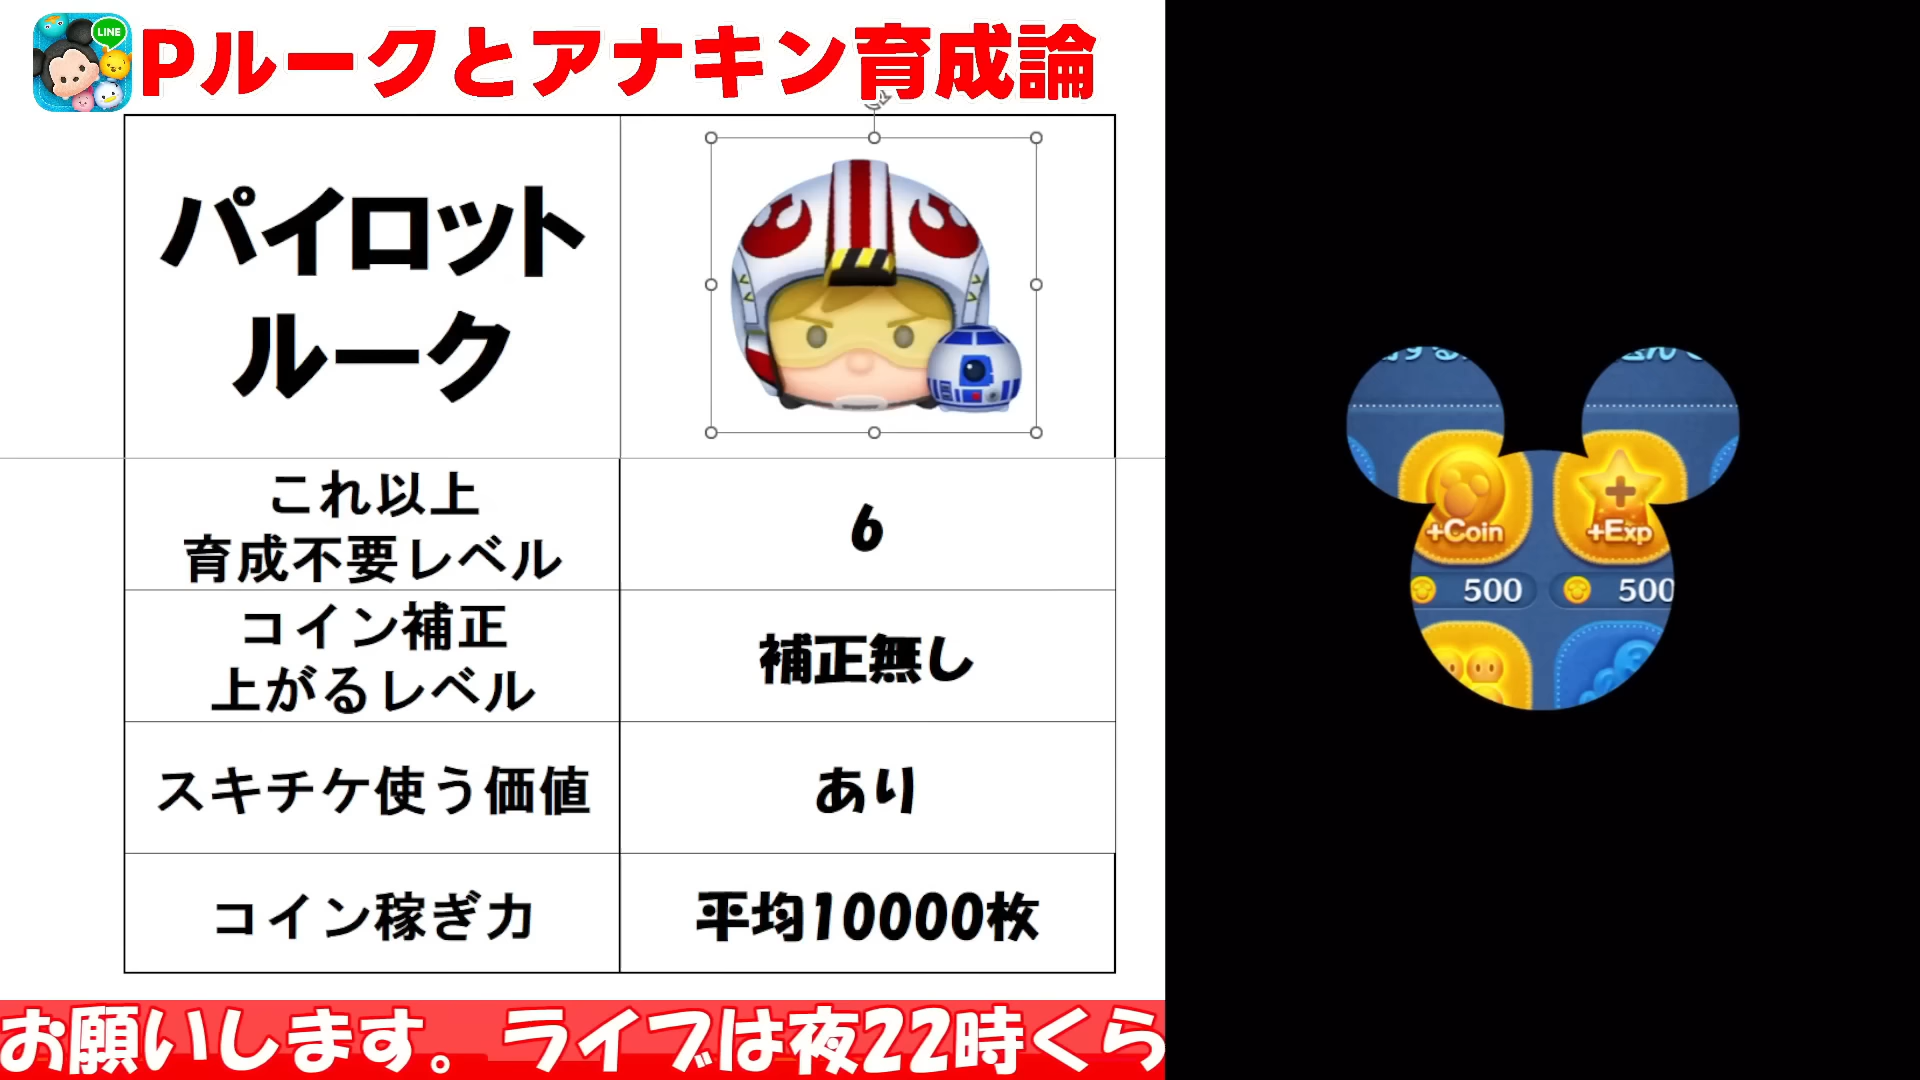 LINE
Pルークとアナキン育成論
パイロット
ルーク
これ以上
育成不要レベル
6
コイン補正
上がるレベル
補正無し
スキチケ使う価値
あり
コイン稼ぎ力
平均10000枚
お願いします。ライブは夜22時くら
+Coin
+Exp
500
500